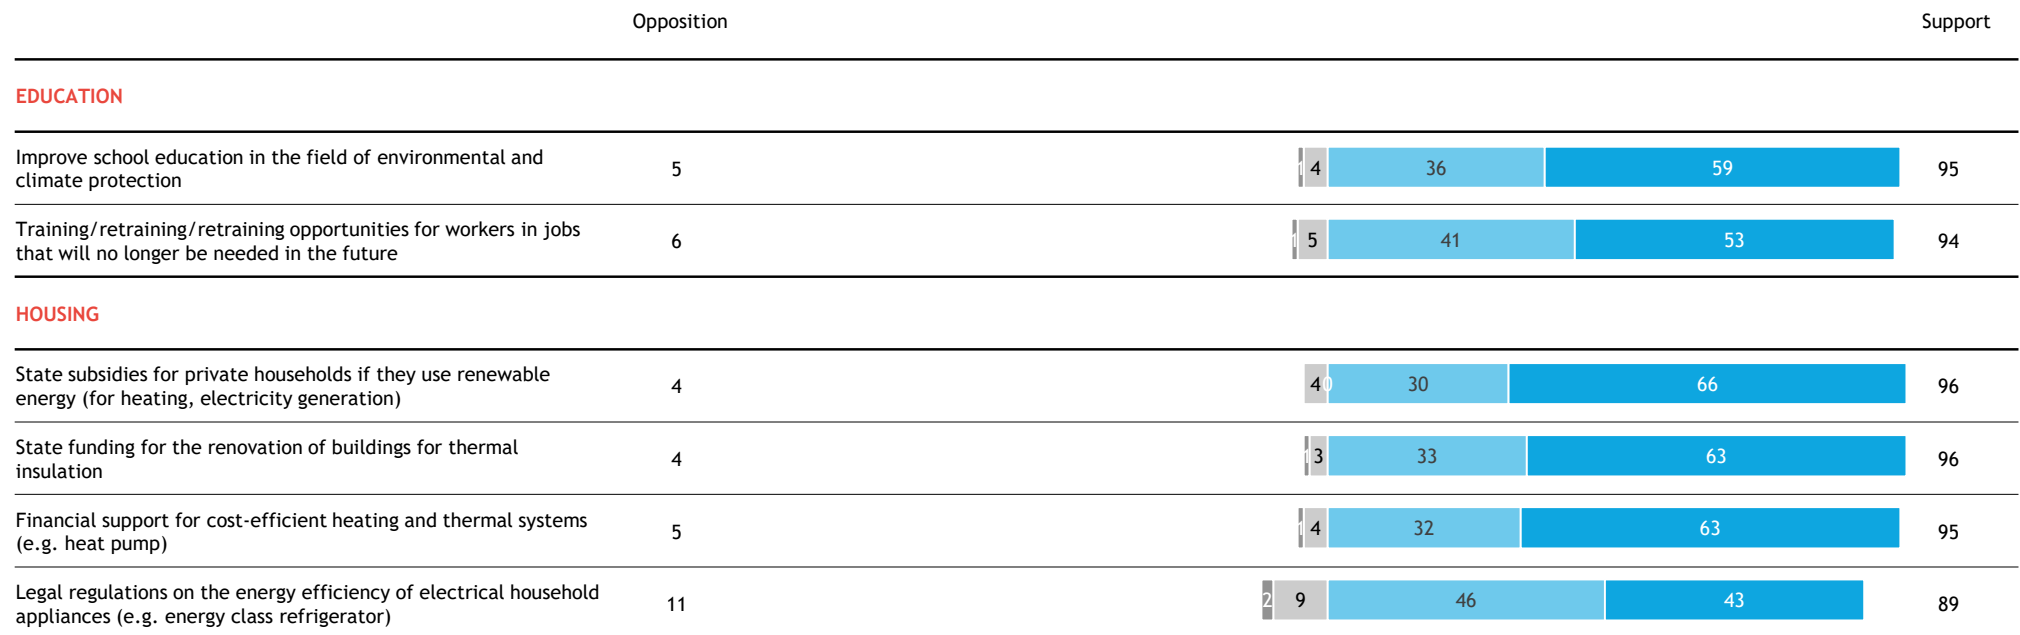 Opposition Support
EDUCATION
Improve school education in the field of environmental and
climate protection
5 1 4 36 59 95
Training/retraining/retraining opportunities for workers in jobs
that will no longer be needed in the future
6 1 5 41 53 94
HOUSING
State subsidies for private households if they use renewable
energy (for heating, electricity generation)
4 4 0 30 66 96
State funding for the renovation of buildings for thermal
insulation
4 1 3 33 63 96
Financial support for cost-efficient heating and thermal systems
(e.g. heat pump)
5 1 4 32 63 95
Legal regulations on the energy efficiency of electrical household
appliances (e.g. energy class refrigerator)
11 2 9 46 43 89